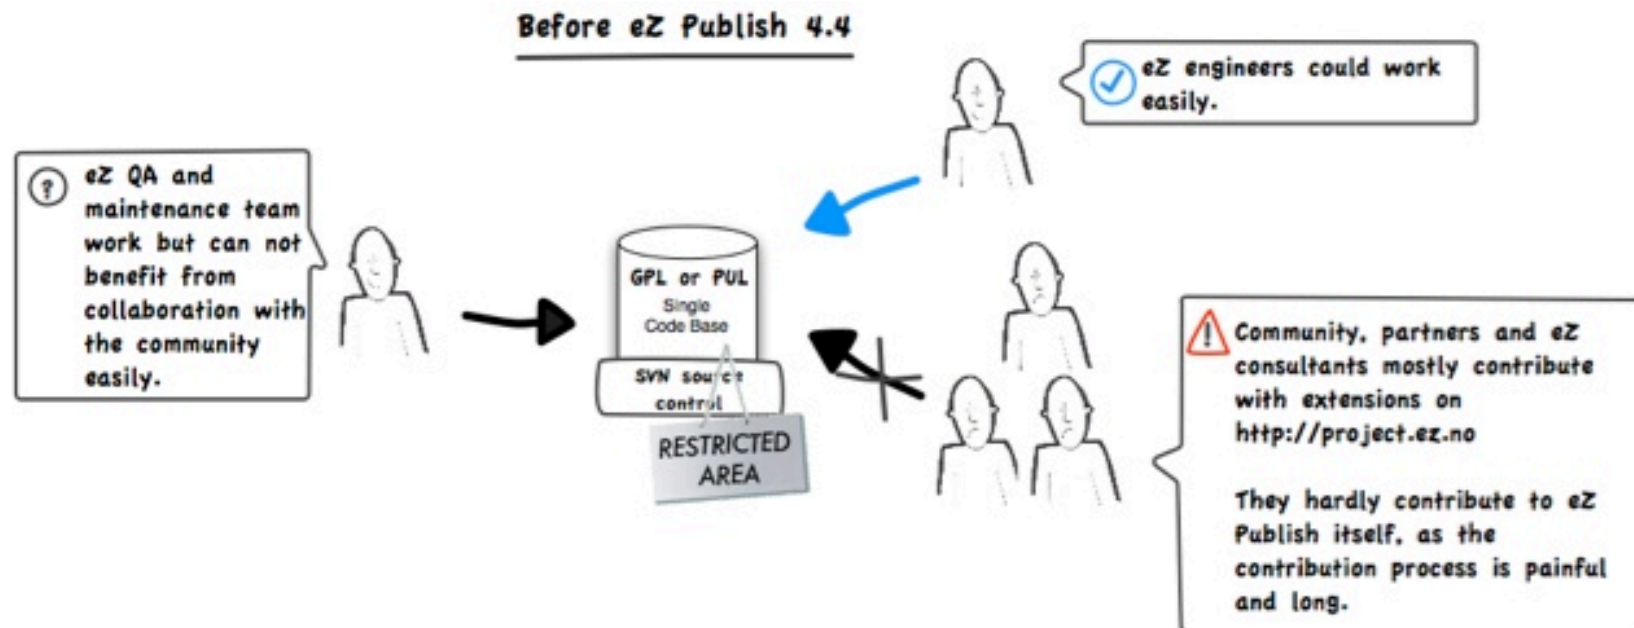 Before eZ Publish 4.4
eZ engineers could work
easily.
?
eZ QA and
maintenance team
work but can not
benefit from
collaboration with
the community
easily.
GPL or PUL
Single
Code Base
SVN source
control
RESTRICTED
AREA
!
Community, partners and eZ
consultants mostly contribute
with extensions on
http://project.ez.no
They hardly contribute to eZ
Publish itself, as the
contribution process is painful
and long.